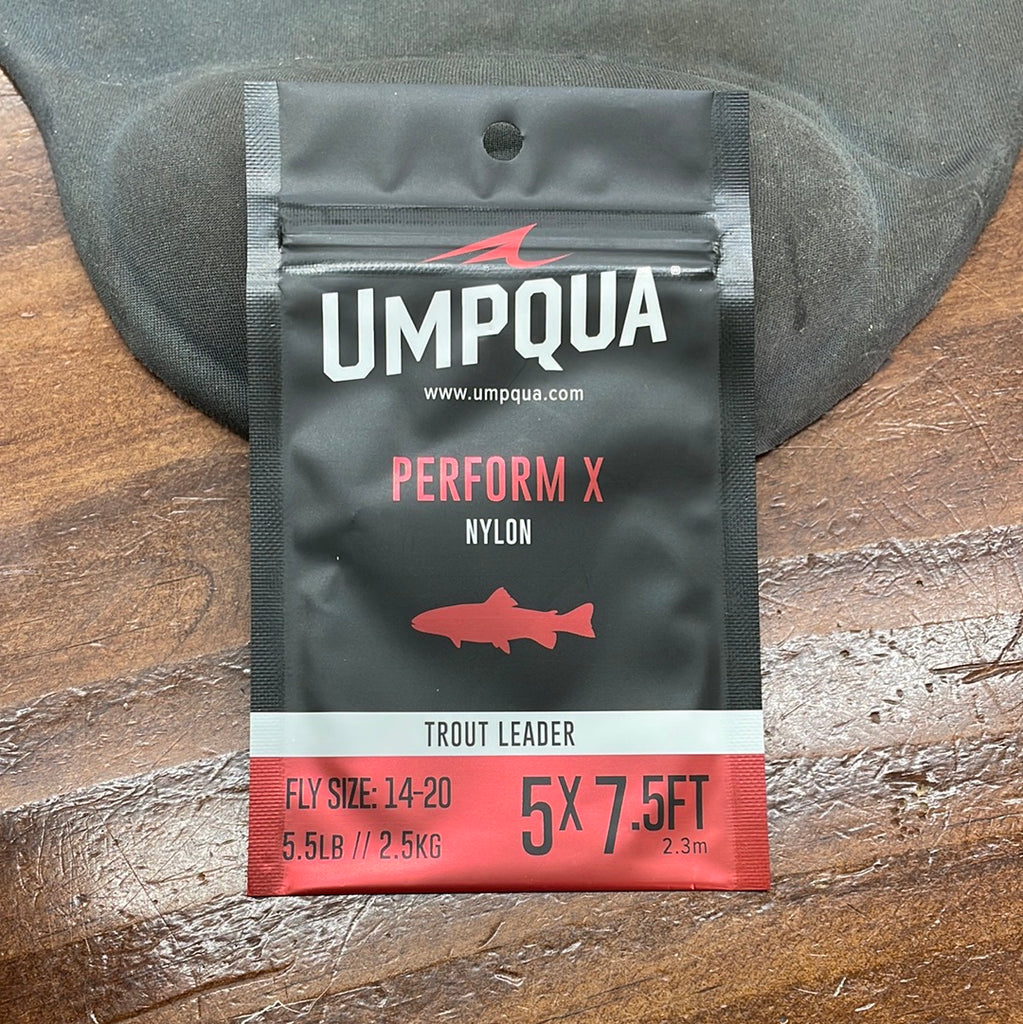 UMPQUA®
www.umpqua.com
PERFORM X
NYLON
TROUT LEADER
FLY SIZE: 14-20
5.5LB // 2.5KG
5X 7.5FT
2.3m